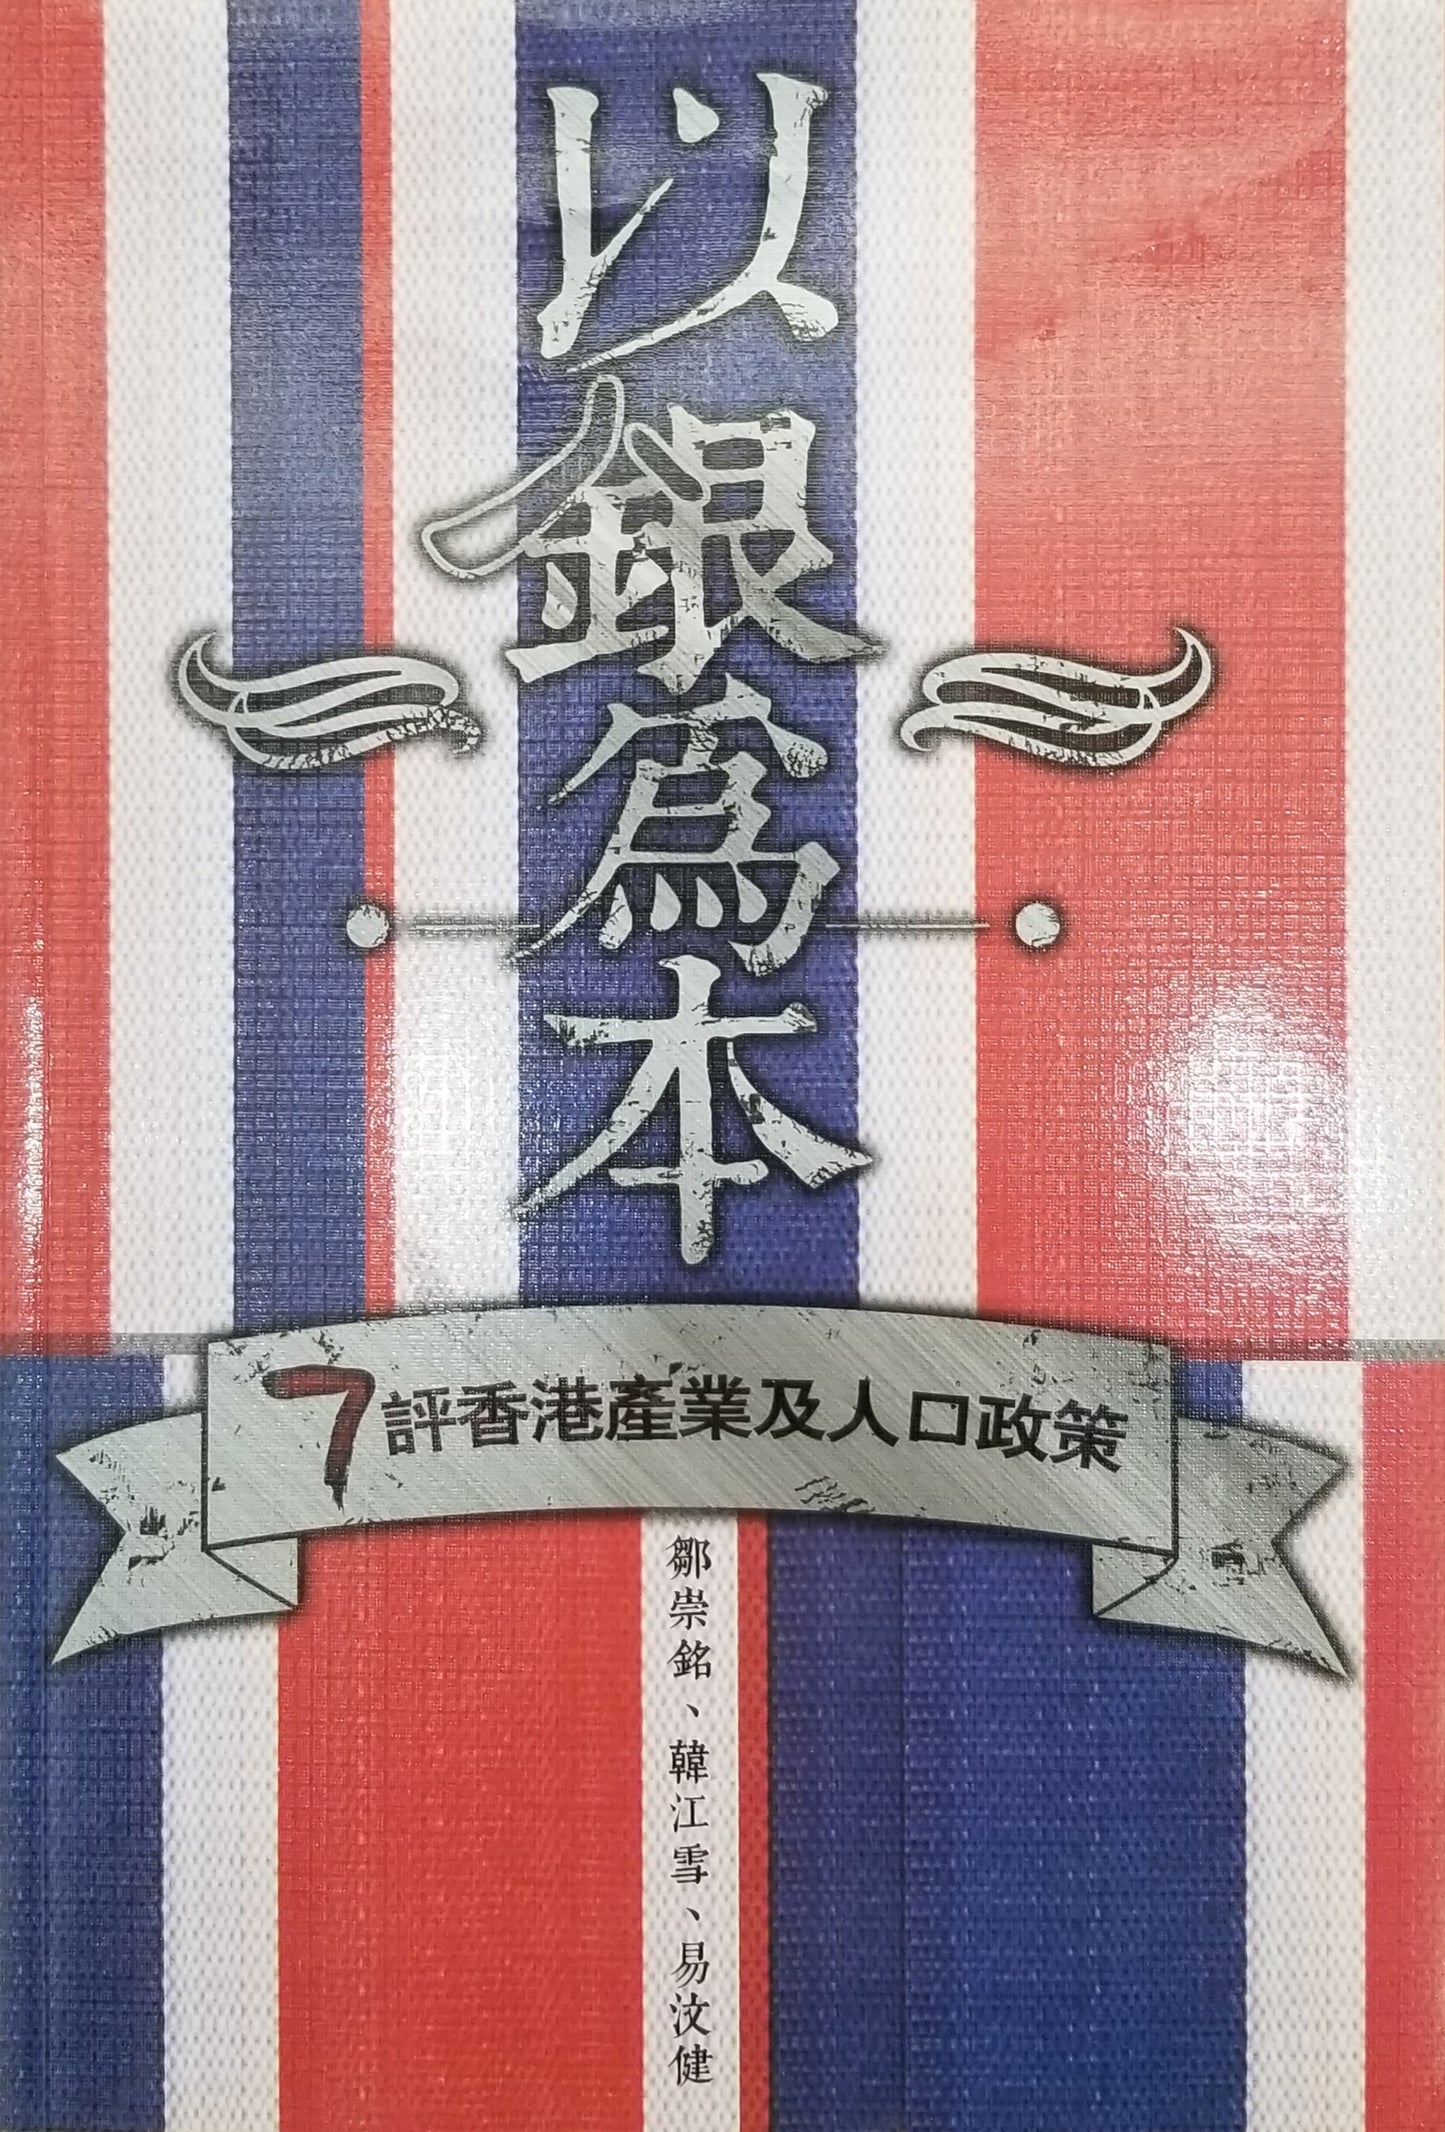 以銀為本
7評香港產業及人口政策
鄒崇銘、韓江雪、易汶健